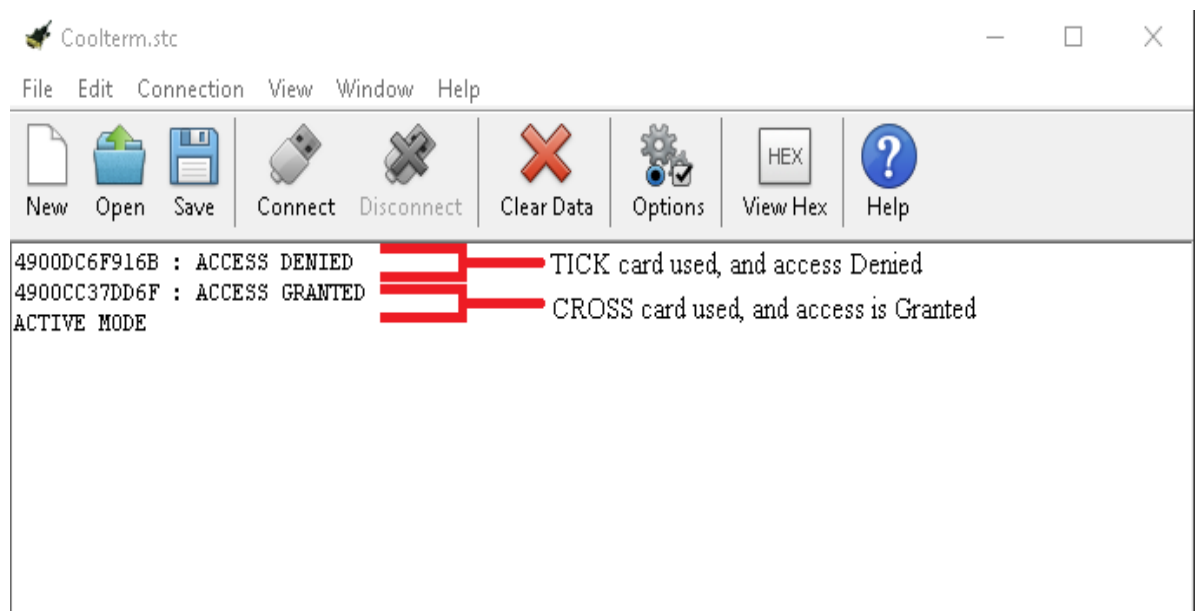 Coolterm.stc
File Edit Connection View Window Help
HEX
New Open Save Connect Disconnect Clear Data Options View Hex Help
4900DC6F916B : ACCESS DENIED TICK card used, and access Denied
4900CC37DD6F : ACCESS GRANTED CROSS card used, and access is Granted
ACTIVE MODE